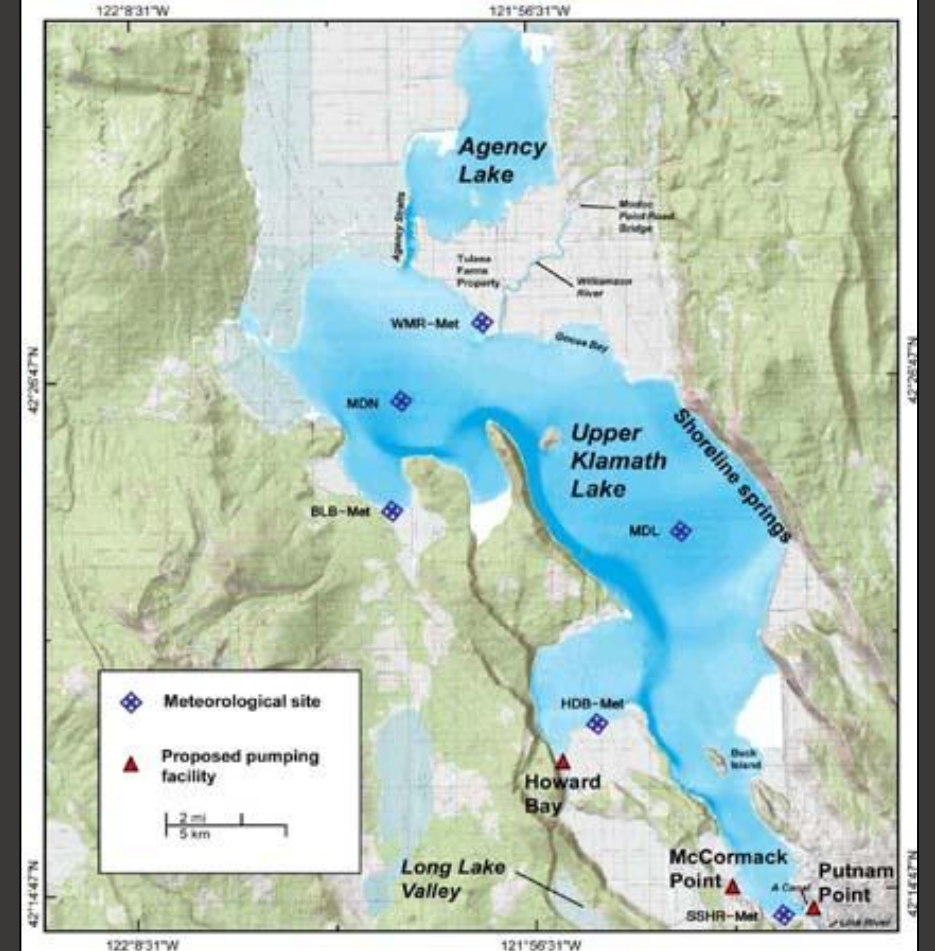 122°8'31"W
121°56'31"W
Agency
Lake
Agency Straits
Modoc
Point Road
Bridge
Tulana
Farms
Property
Williamson
River
WMR-Met
Goose Bay
42°26'47"N
42°26'47"N
MDN
Upper
Klamath
Lake
Shoreline springs
BLB-Met
MDL
Meteorological site
Proposed pumping
facility
2 mi
5 km
HDB-Met
Howard
Bay
Buck
Island
Long Lake
Valley
McCormack
Point
A Canal
Putnam
Point
SSHR-Met
Link River
42°14'47"N
42°14'47"N
122°8'31"W
121°56'31"W